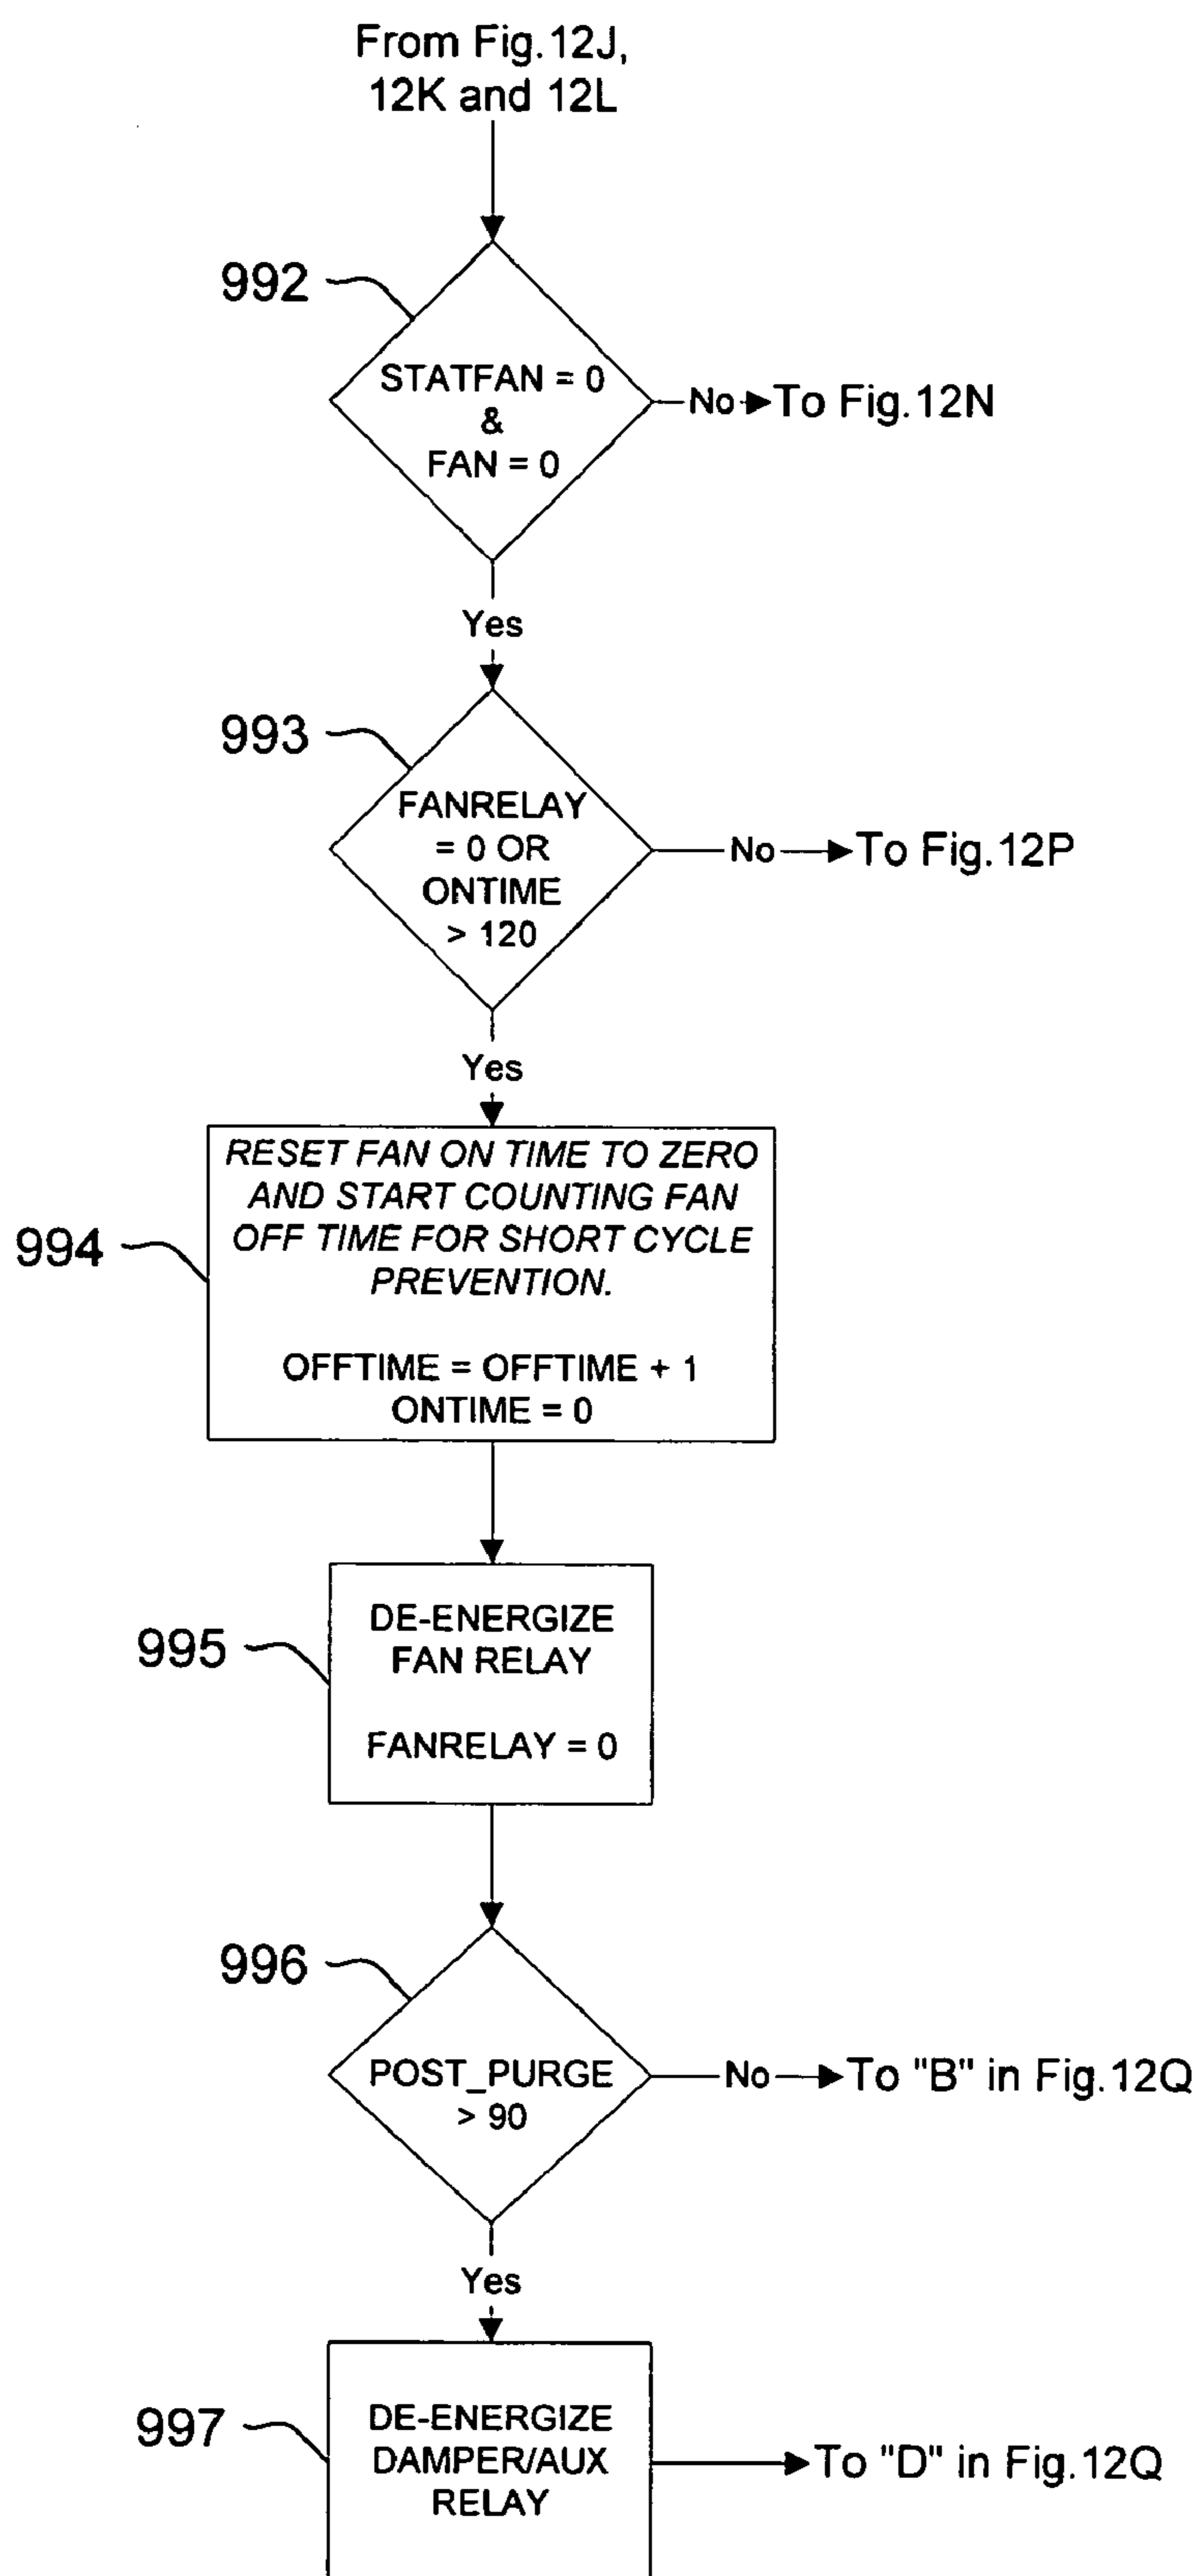 From Fig.12J,
12K and 12L
992
STATFAN = 0
&
FAN = 0
No
To Fig.12N
Yes
993
FANRELAY
= 0 OR
ONTIME
> 120
No
To Fig.12P
Yes
994
RESET FAN ON TIME TO ZERO
AND START COUNTING FAN
OFF TIME FOR SHORT CYCLE
PREVENTION.
OFFTIME = OFFTIME + 1
ONTIME = 0
995
DE-ENERGIZE
FAN RELAY
FANRELAY = 0
996
POST_PURGE
> 90
No
To "B" in Fig.12Q
Yes
997
DE-ENERGIZE
DAMPER/AUX
RELAY
To "D" in Fig.12Q